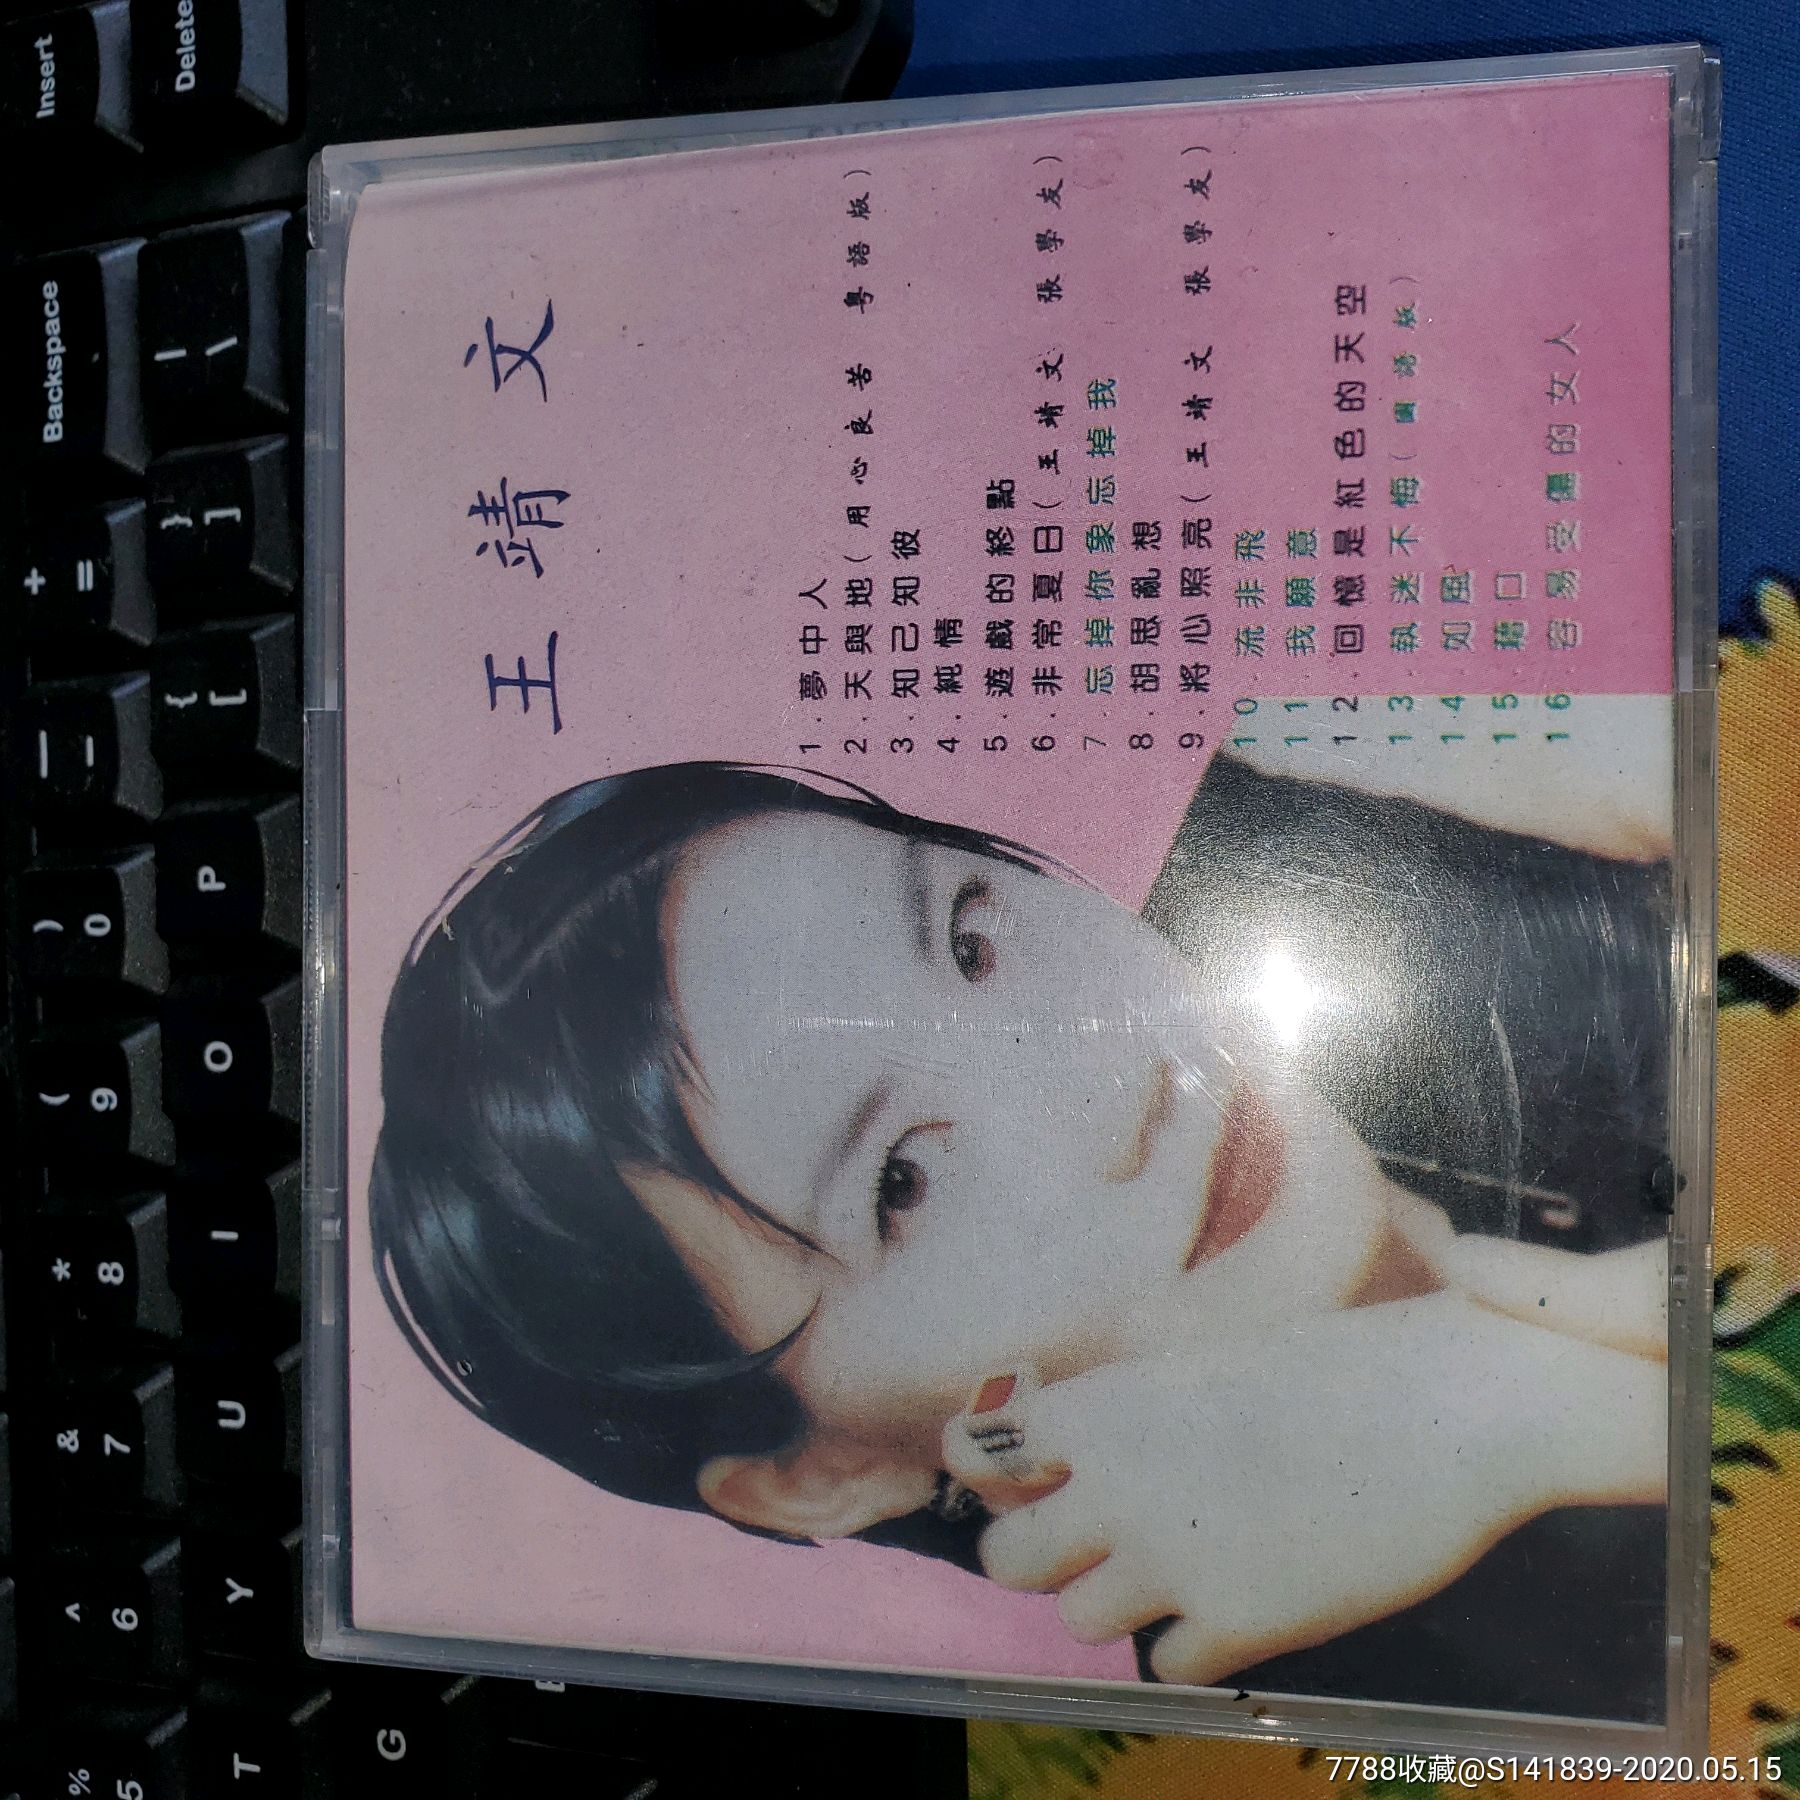 王靖文
1.夢中人
2.天與地(用心良苦 粵語版)
3.知己知彼
4.純情
5.遊戲的終點
6.非常夏日(王靖文 張學友)
7.忘掉你象忘掉我
8.胡思亂想
9.將心照亮(王靖文 張學友)
10.流非飛
11.我願意
12.回憶是紅色的天空
13.執迷不悔(國語版)
14.如風
15.藉口
16.容易受傷的女人
Insert
Delete
Backspace
|
\
+
=
}
]
—
–
{
[
)
0
P
(
9
O
*
8
I
&
7
U
^
6
Y
%
5
T
G
7788收藏@S141839-2020.05.15